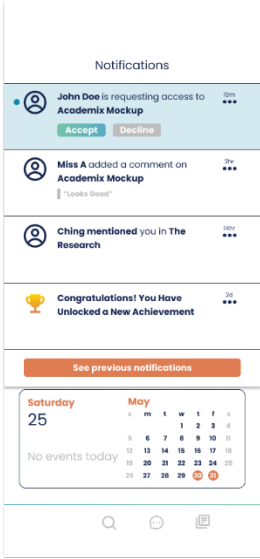 Notifications
John Doe is requesting access to
Academix Mockup
10m
Accept
Decline
Miss A added a comment on
Academix Mockup
2hr
"Looks Good"
Ching mentioned you in The
Research
14hr
Congratulations! You Have
Unlocked a New Achievement
2d
See previous notifications
Saturday
25
No events today
May
s m t w t f s
1 2 3 4
5 6 7 8 9 10 11
12 13 14 15 16 17 18
19 20 21 22 23 24 25
26 27 28 29 30 31